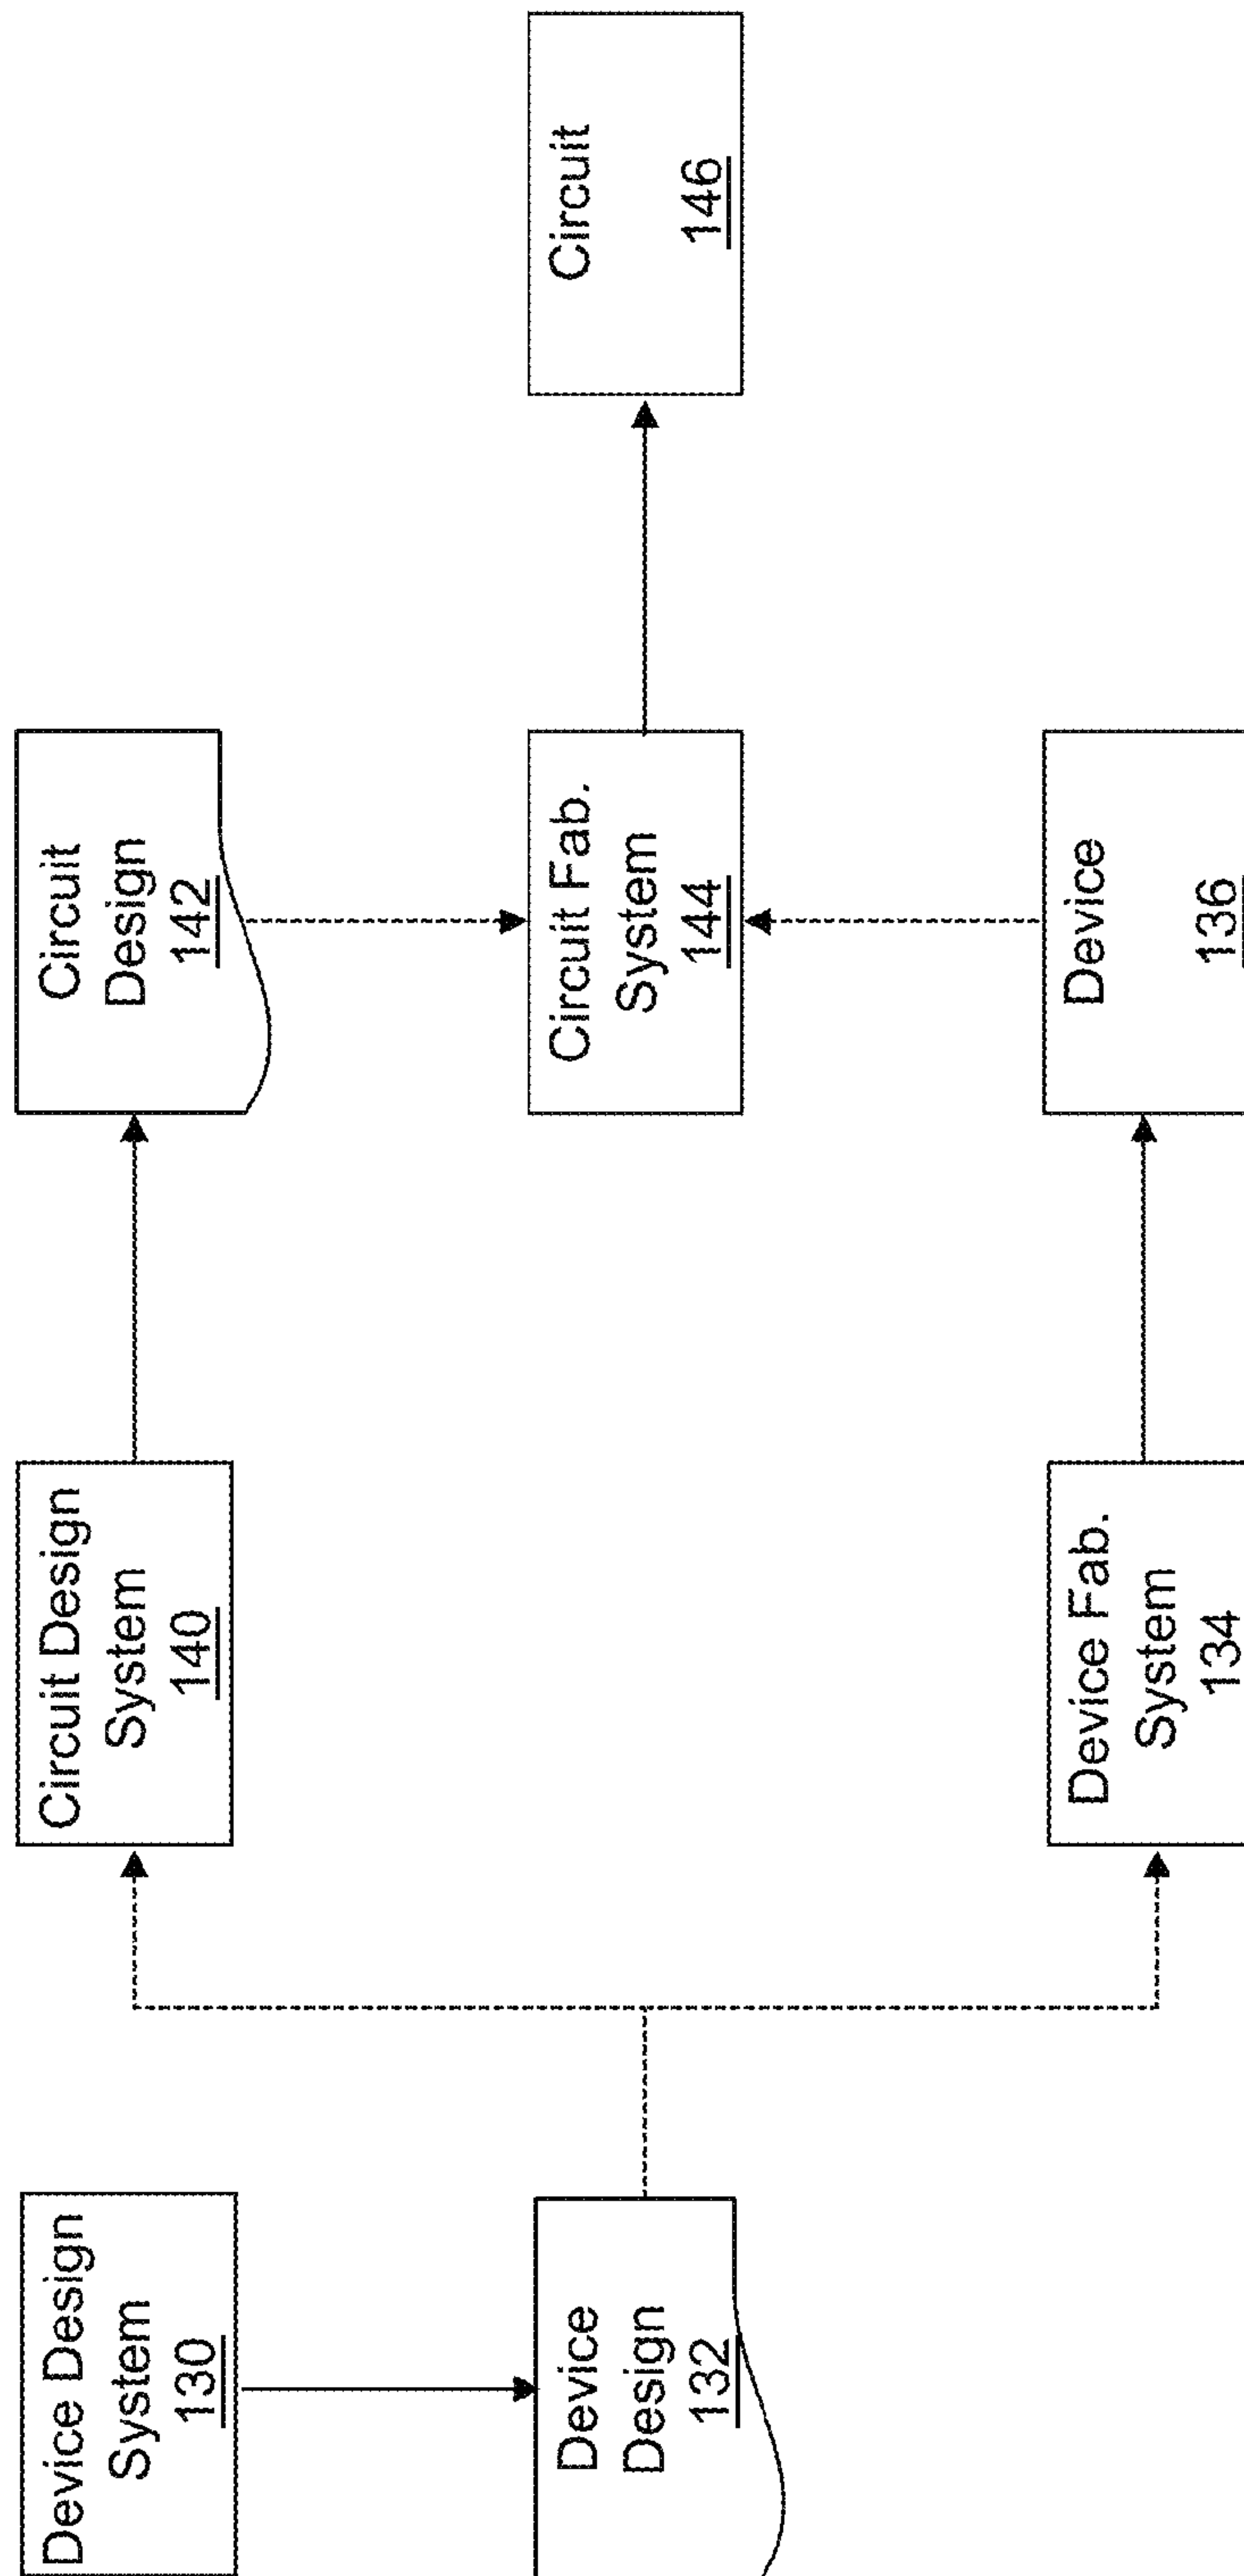 Device Design
System
130
Circuit Design
System
140
Circuit
Design
142
Device
Design
132
Circuit Fab.
System
144
Circuit
146
Device Fab.
System
134
Device
136